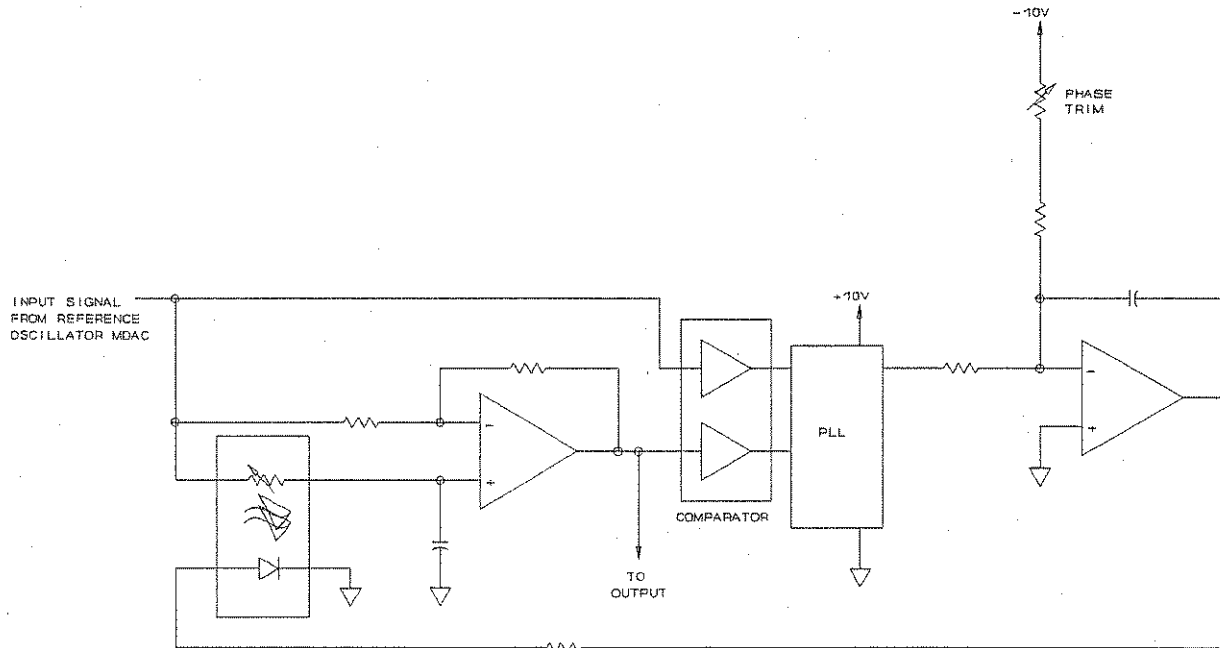 -10V
PHASE
TRIM
INPUT SIGNAL
FROM REFERENCE
OSCILLATOR MDAC
+10V
-
+
PLL
-
+
COMPARATOR
TO
OUTPUT